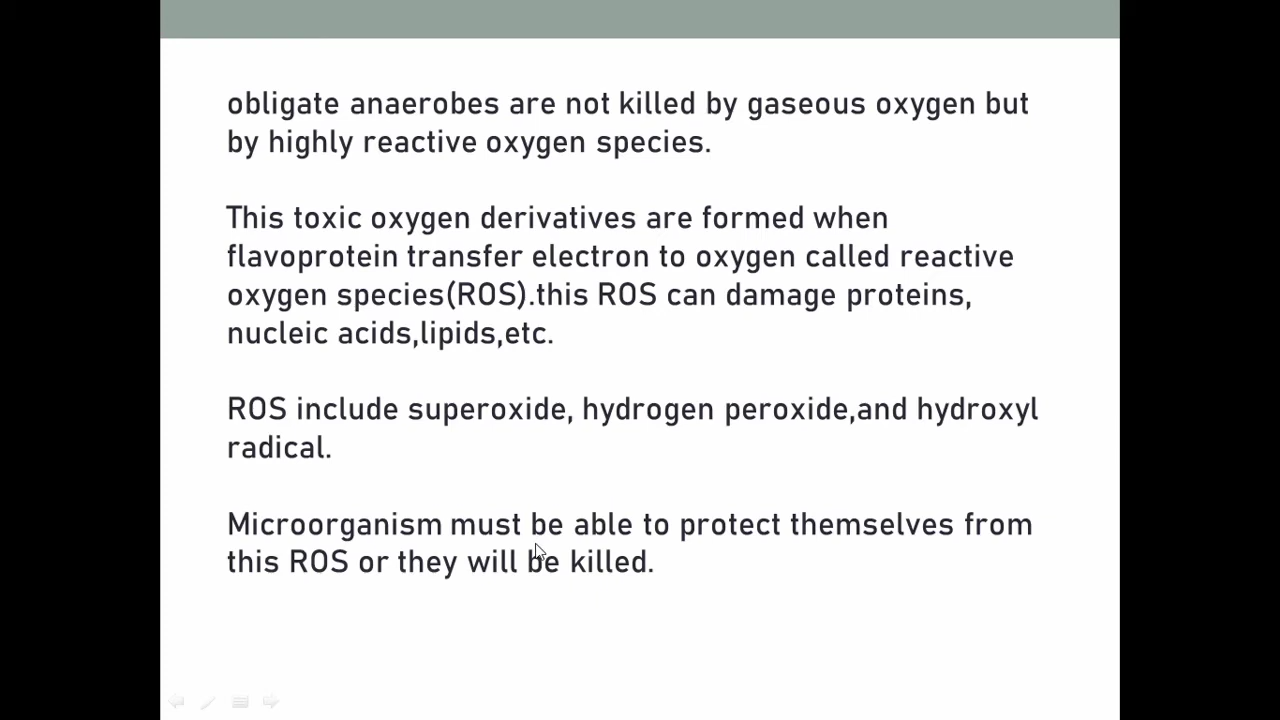 obligate anaerobes are not killed by gaseous oxygen but
by highly reactive oxygen species.
This toxic oxygen derivatives are formed when
flavoprotein transfer electron to oxygen called reactive
oxygen species(ROS).this ROS can damage proteins,
nucleic acids,lipids,etc.
ROS include superoxide, hydrogen peroxide,and hydroxyl
radical.
Microorganism must be able to protect themselves from
this ROS or they will be killed.